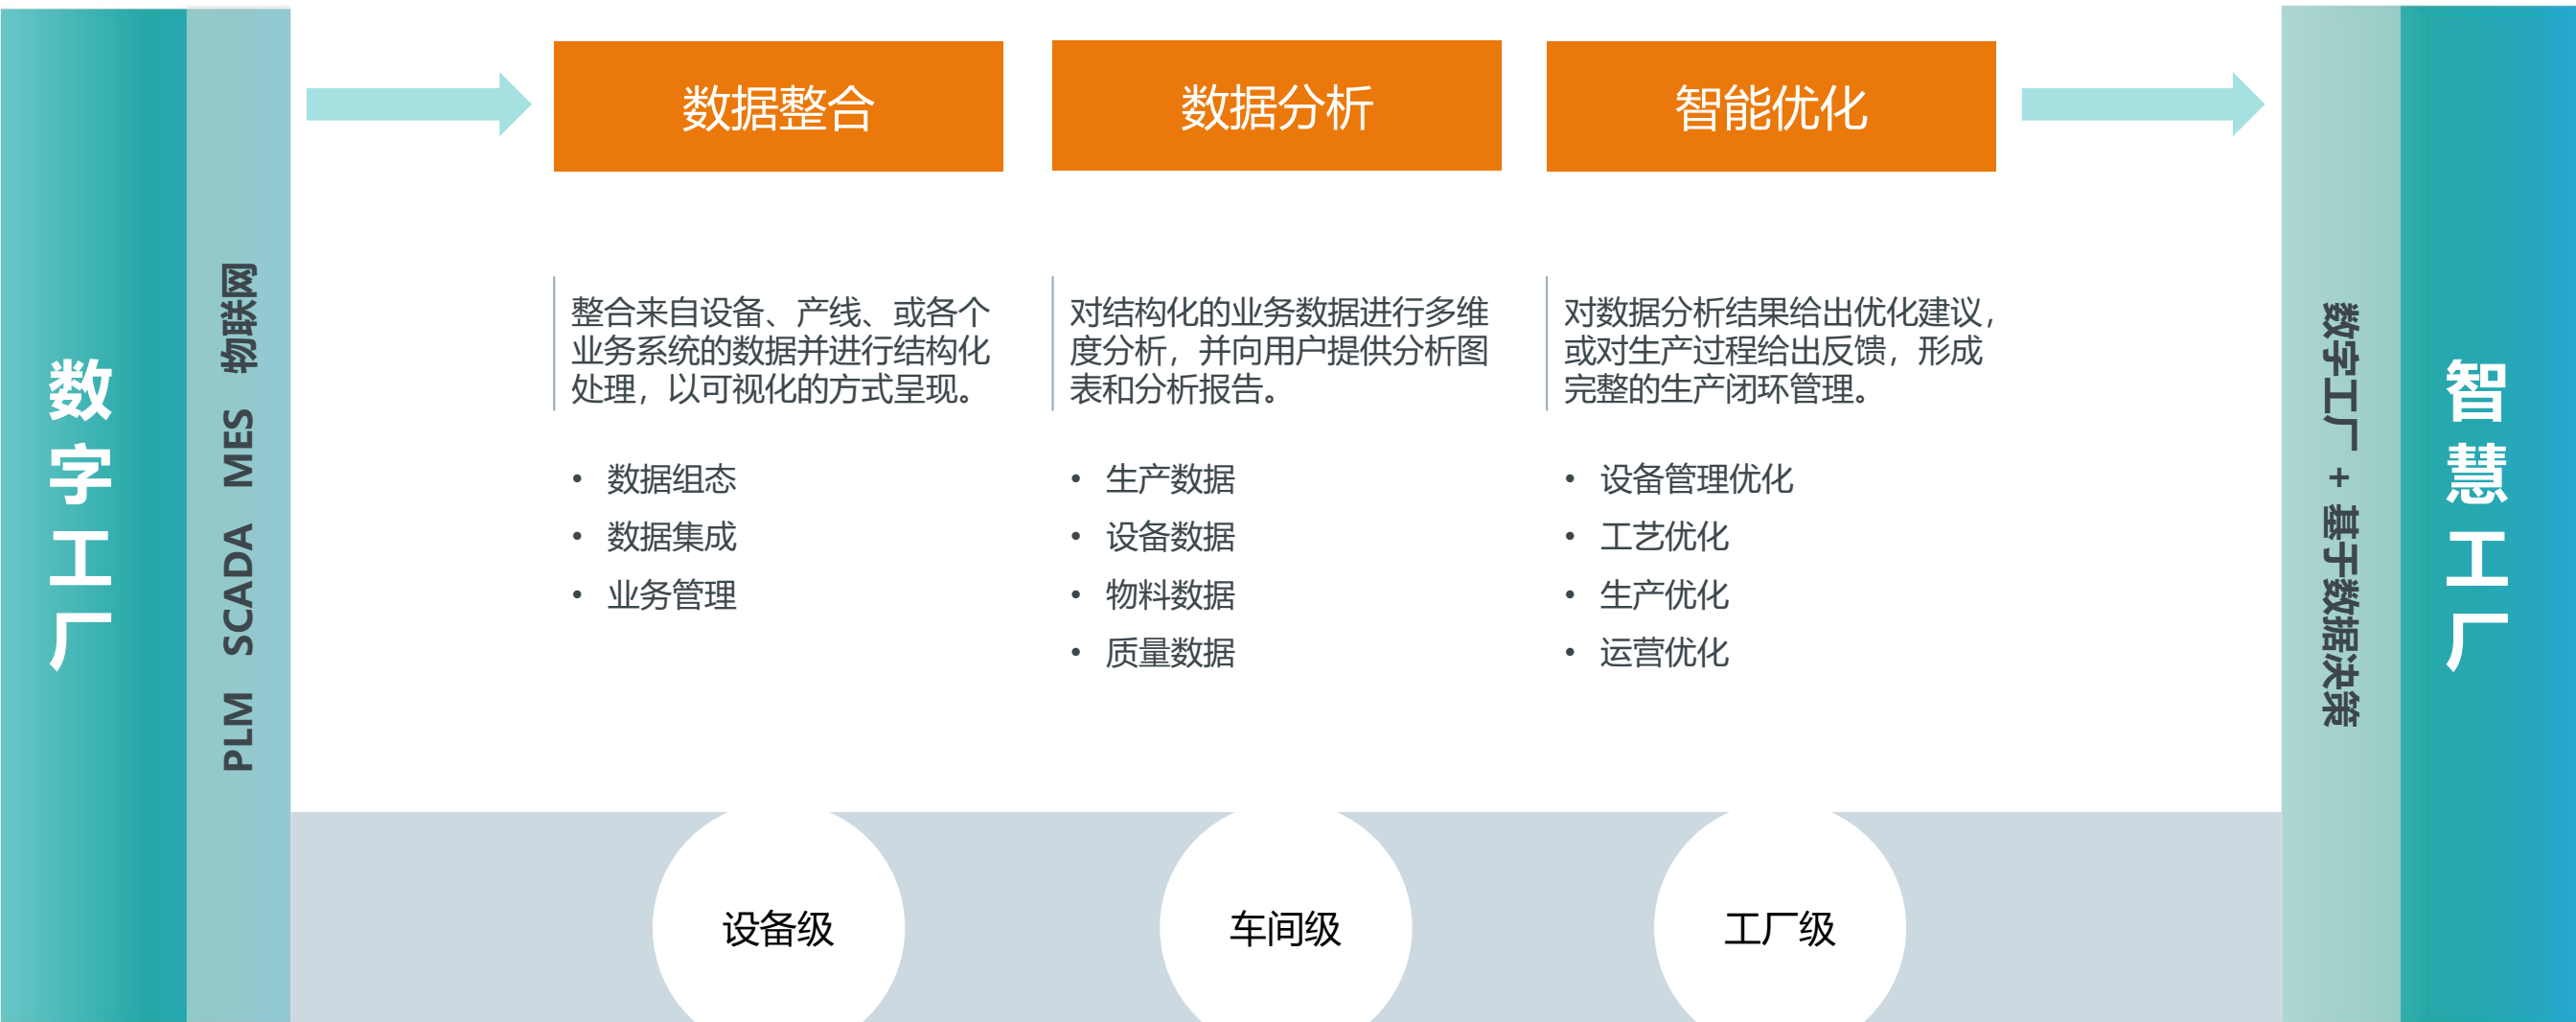 数字工厂
PLM SCADA MES 物联网
数据整合
整合来自设备、产线、或各个
业务系统的数据并进行结构化
处理，以可视化的方式呈现。
• 数据组态
• 数据集成
• 业务管理
数据分析
对结构化的业务数据进行多维
度分析，并向用户提供分析图
表和分析报告。
• 生产数据
• 设备数据
• 物料数据
• 质量数据
智能优化
对数据分析结果给出优化建议，
或对生产过程给出反馈，形成
完整的生产闭环管理。
• 设备管理优化
• 工艺优化
• 生产优化
• 运营优化
数字工厂 + 基于数据决策
智慧工厂
设备级
车间级
工厂级